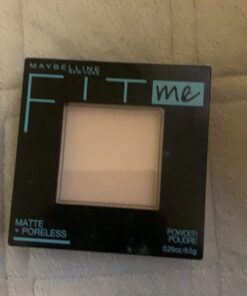 MAYBELLINE
NEW YORK
FIT me
MATTE
+ PORELESS
POWDER
POUDRE
0.29oz/8.5g